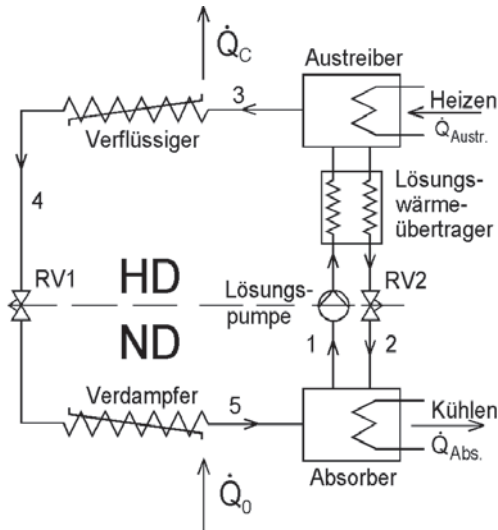 Q̇C
Austreiber
3
Heizen
Q̇Austr.
Verflüssiger
Lösungs-
wärme-
übertrager
4
RV1
HD
Lösungs-
pumpe
RV2
ND
1
2
Verdampfer
5
Kühlen
Q̇Abs.
Absorber
Q̇0